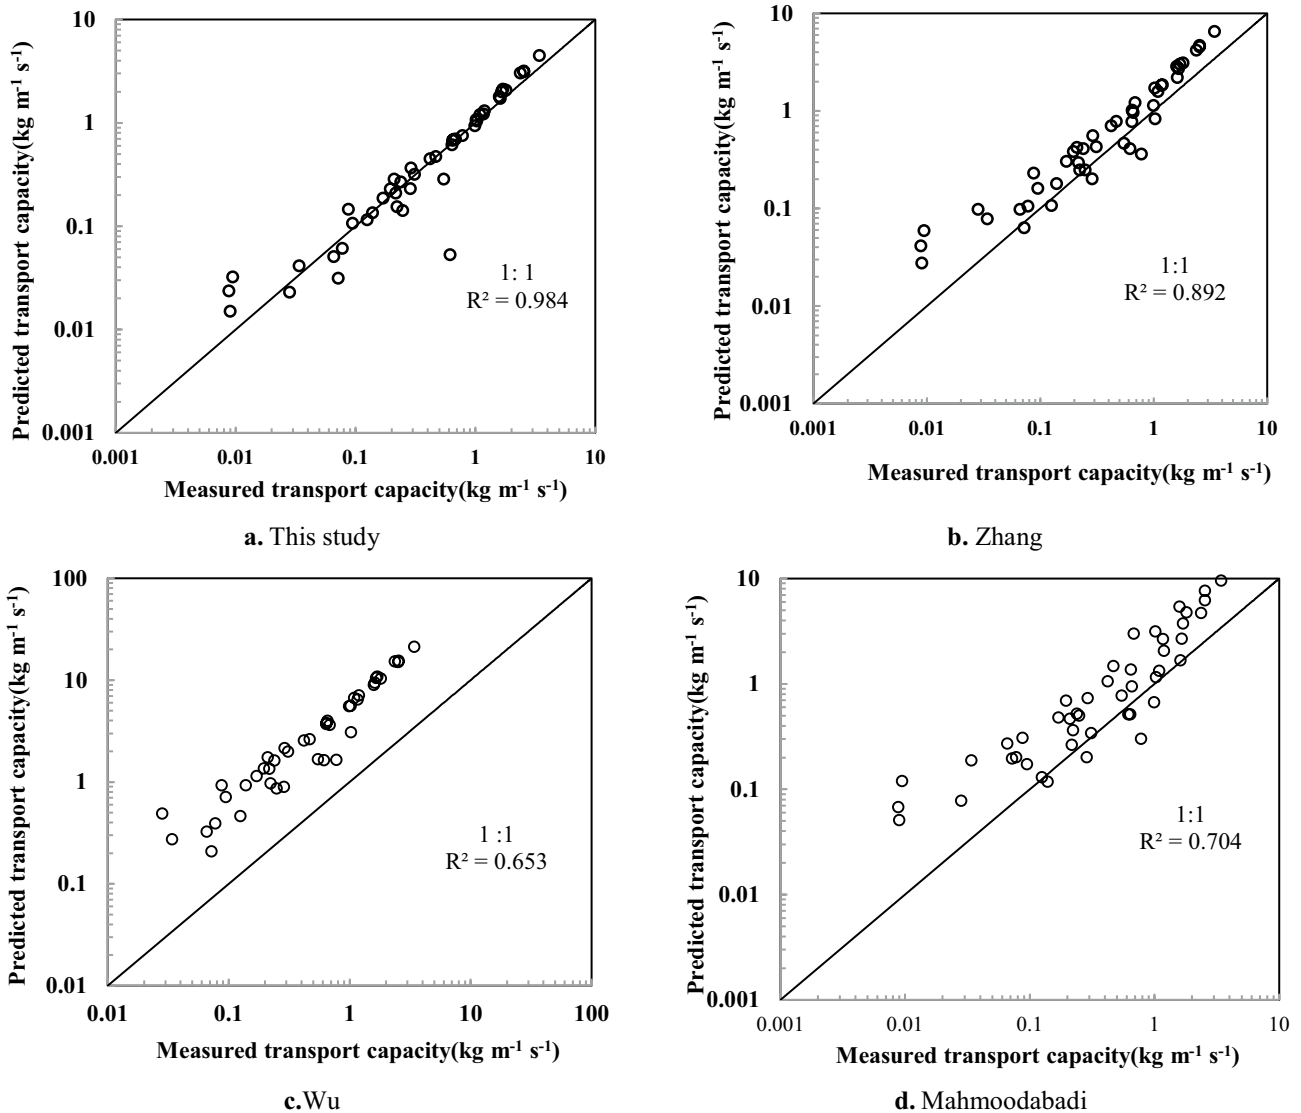 Predicted transport capacity(kg m⁻¹ s⁻¹)
10
1
0.1
0.01
0.001
1: 1
R² = 0.984
0.001 0.01 0.1 1 10
Measured transport capacity(kg m⁻¹ s⁻¹)
a. This study
Predicted transport capacity(kg m⁻¹ s⁻¹)
10
1
0.1
0.01
0.001
1:1
R² = 0.892
0.001 0.01 0.1 1 10
Measured transport capacity(kg m⁻¹ s⁻¹)
b. Zhang
Predicted transport capacity(kg m⁻¹ s⁻¹)
100
10
1
0.1
0.01
1 :1
R² = 0.653
0.01 0.1 1 10 100
Measured transport capacity(kg m⁻¹ s⁻¹)
c.Wu
Predicted transport capacity(kg m⁻¹ s⁻¹)
10
1
0.1
0.01
0.001
1:1
R² = 0.704
0.001 0.01 0.1 1 10
Measured transport capacity(kg m⁻¹ s⁻¹)
d. Mahmoodabadi